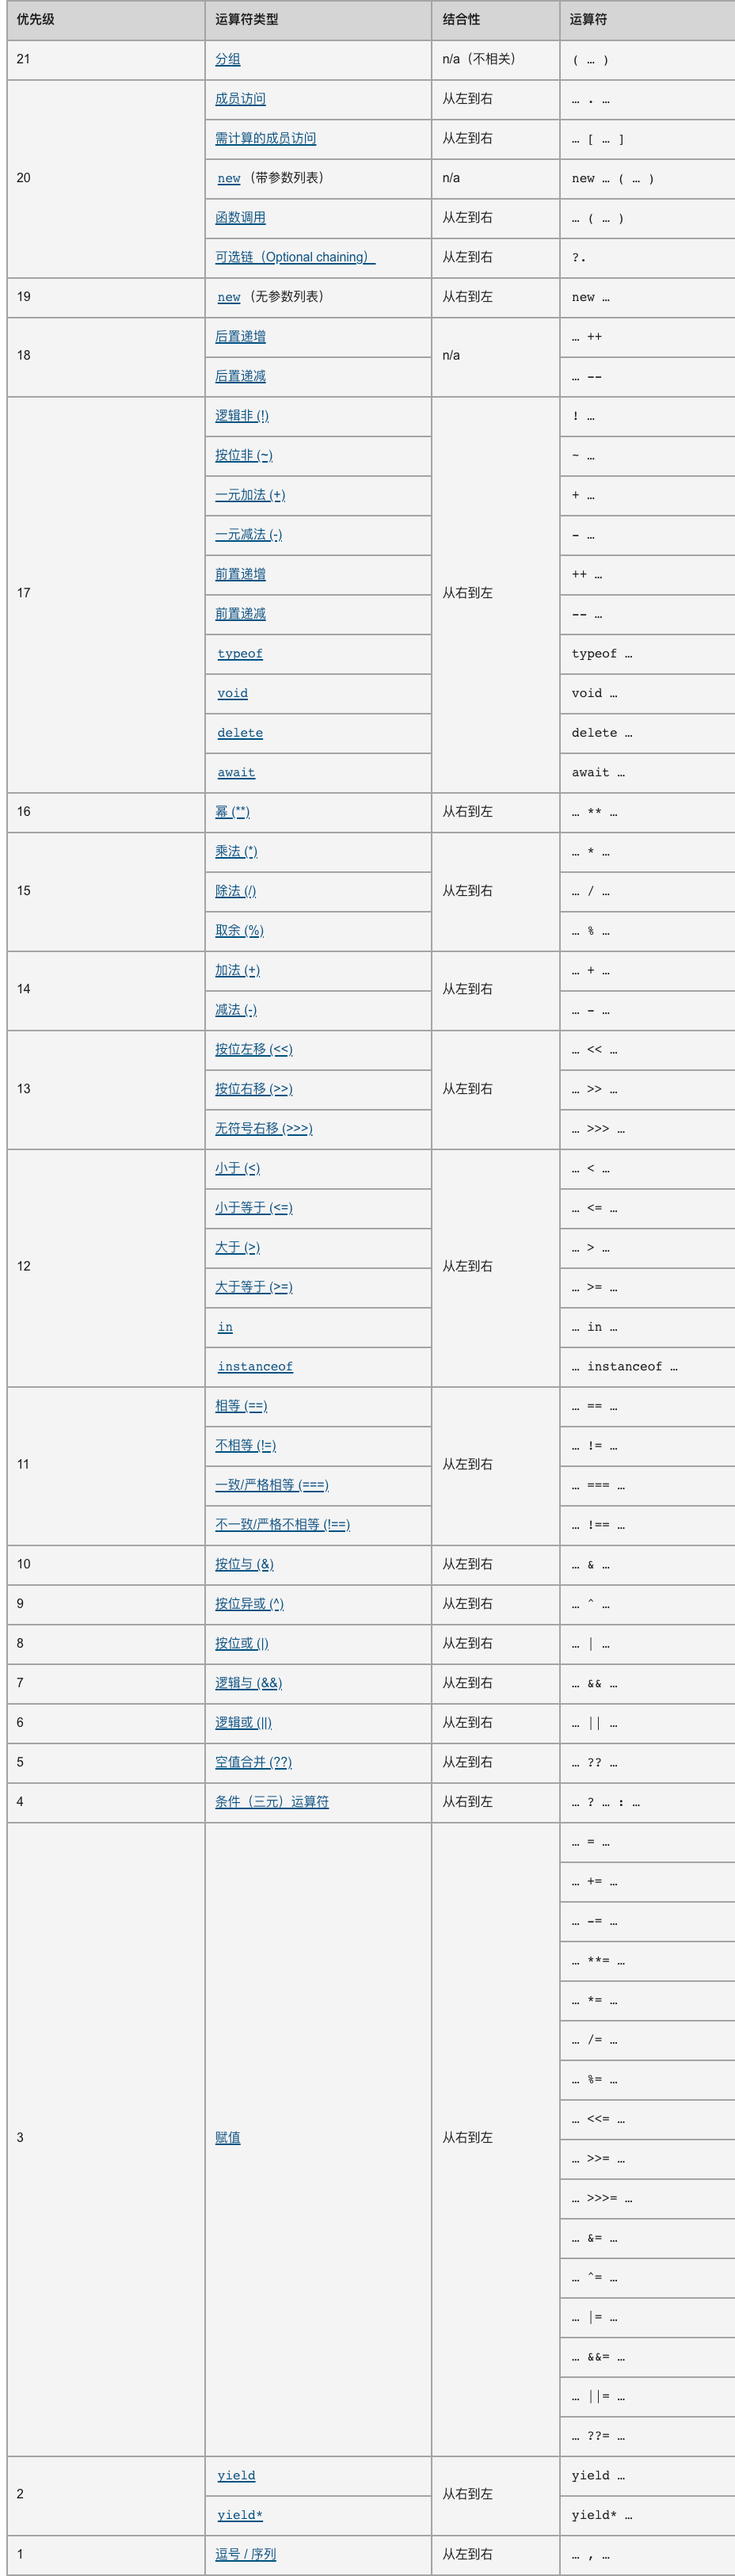 优先级 运算符类型 结合性 运算符
21 分组 n/a（不相关） ( … )
20 成员访问 从左到右 … . …
需计算的成员访问 从左到右 … [ … ]
new （带参数列表） n/a new … ( … )
函数调用 从左到右 … ( … )
可选链（Optional chaining） 从左到右 ?.
19 new （无参数列表） 从右到左 new …
18 后置递增 n/a … ++
后置递减 … --
17 逻辑非 (!) 从右到左 ! …
按位非 (~) ~ …
一元加法 (+) + …
一元减法 (-) - …
前置递增 ++ …
前置递减 -- …
typeof typeof …
void void …
delete delete …
await await …
16 幂 (**) 从右到左 … ** …
15 乘法 (*) 从左到右 … * …
除法 (/) … / …
取余 (%) … % …
14 加法 (+) 从左到右 … + …
减法 (-) … - …
13 按位左移 (<<) 从左到右 … << …
按位右移 (>>) … >> …
无符号右移 (>>>) … >>> …
12 小于 (<) 从左到右 … < …
小于等于 (<=) … <= …
大于 (>) … > …
大于等于 (>=) … >= …
in … in …
instanceof … instanceof …
11 相等 (==) 从左到右 … == …
不相等 (!=) … != …
一致/严格相等 (===) … === …
不一致/严格不相等 (!==) … !== …
10 按位与 (&) 从左到右 … & …
9 按位异或 (^) 从左到右 … ^ …
8 按位或 (|) 从左到右 … | …
7 逻辑与 (&&) 从左到右 … && …
6 逻辑或 (||) 从左到右 … || …
5 空值合并 (??) 从左到右 … ?? …
4 条件（三元）运算符 从右到左 … ? … : …
3 赋值 从右到左 … = …
… += …
… -= …
… **= …
… *= …
… /= …
… %= …
… <<= …
… >>= …
… >>>= …
… &= …
… ^= …
… |= …
… &&= …
… ||= …
… ??= …
2 yield 从右到左 yield …
yield* yield* …
1 逗号 / 序列 从左到右 … , …